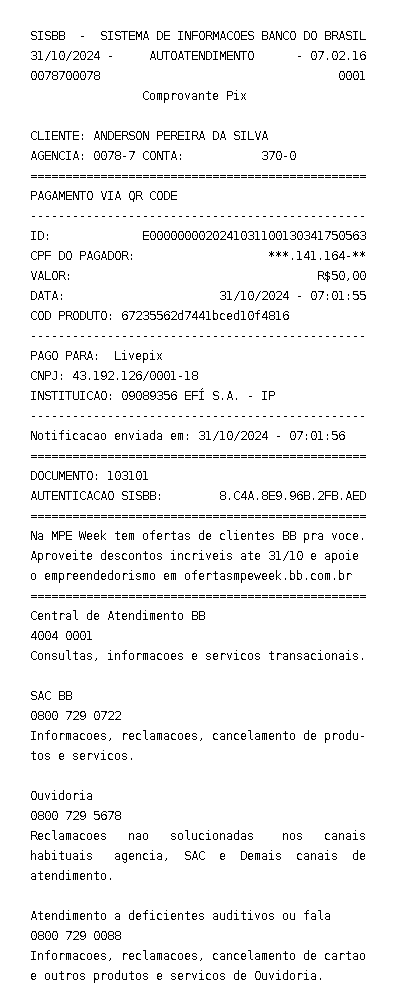 SISBB - SISTEMA DE INFORMACOES BANCO DO BRASIL
31/10/2024 - AUTOATENDIMENTO - 07.02.16
0078700078 0001
Comprovante Pix
CLIENTE: ANDERSON PEREIRA DA SILVA
AGENCIA: 0078-7 CONTA: 370-0
================================================
PAGAMENTO VIA QR CODE
------------------------------------------------
ID: E0000000020241031100130341750563
CPF DO PAGADOR: ***.141.164-**
VALOR: R$50,00
DATA: 31/10/2024 - 07:01:55
COD PRODUTO: 67235562d7441bced10f4816
------------------------------------------------
PAGO PARA: Livepix
CNPJ: 43.192.126/0001-18
INSTITUICAO: 09089356 EFÍ S.A. - IP
------------------------------------------------
Notificacao enviada em: 31/10/2024 - 07:01:56
================================================
DOCUMENTO: 103101
AUTENTICACAO SISBB: 8.C4A.8E9.96B.2FB.AED
================================================
Na MPE Week tem ofertas de clientes BB pra voce.
Aproveite descontos incriveis ate 31/10 e apoie
o empreendedorismo em ofertasmpeweek.bb.com.br
================================================
Central de Atendimento BB
4004 0001
Consultas, informacoes e servicos transacionais.
SAC BB
0800 729 0722
Informacoes, reclamacoes, cancelamento de produ-
tos e servicos.
Ouvidoria
0800 729 5678
Reclamacoes nao solucionadas nos canais
habituais agencia, SAC e Demais canais de
atendimento.
Atendimento a deficientes auditivos ou fala
0800 729 0088
Informacoes, reclamacoes, cancelamento de cartao
e outros produtos e servicos de Ouvidoria.